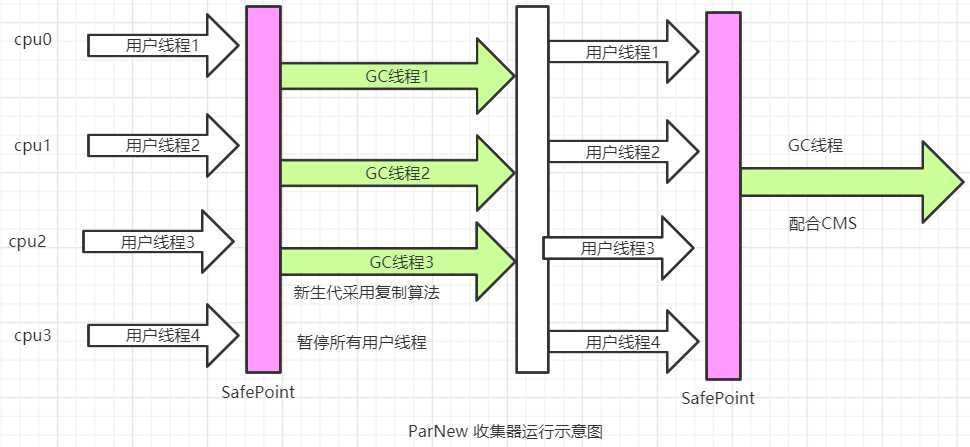 cpu0
用户线程1
用户线程1
GC线程1
cpu1
用户线程2
用户线程2
GC线程
GC线程2
配合CMS
cpu2
用户线程3
用户线程3
GC线程3
新生代采用复制算法
cpu3
用户线程4
用户线程4
暂停所有用户线程
SafePoint
SafePoint
ParNew 收集器运行示意图